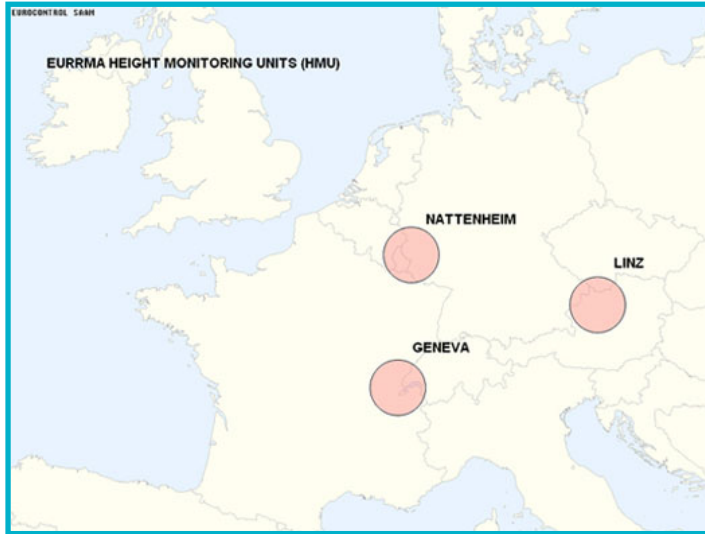 EUROCONTROL SAAM
EURRMA HEIGHT MONITORING UNITS (HMU)
NATTENHEIM
LINZ
GENEVA